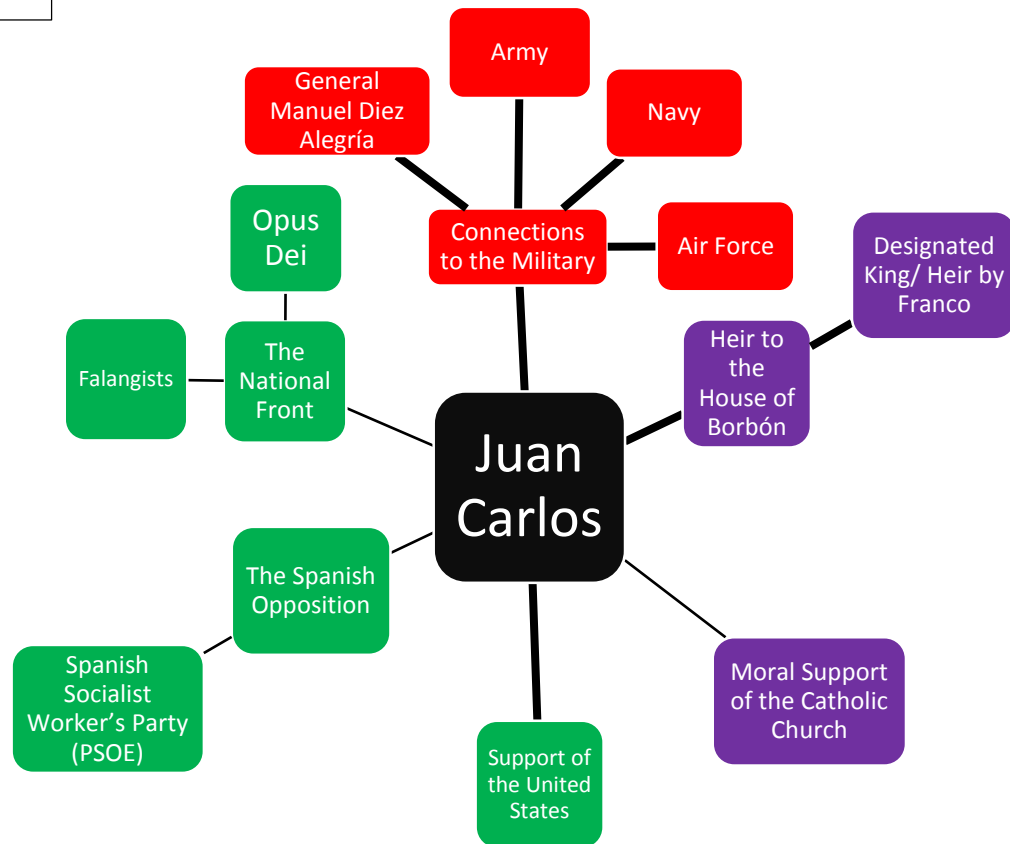 Army
General
Manuel Diez
Alegría
Navy
Opus
Dei
Connections
to the Military
Air Force
Designated
King/ Heir by
Franco
Falangists
The
National
Front
Heir to
the
House of
Borbón
Juan
Carlos
The Spanish
Opposition
Spanish
Socialist
Worker’s Party
(PSOE)
Support of
the United
States
Moral Support
of the Catholic
Church